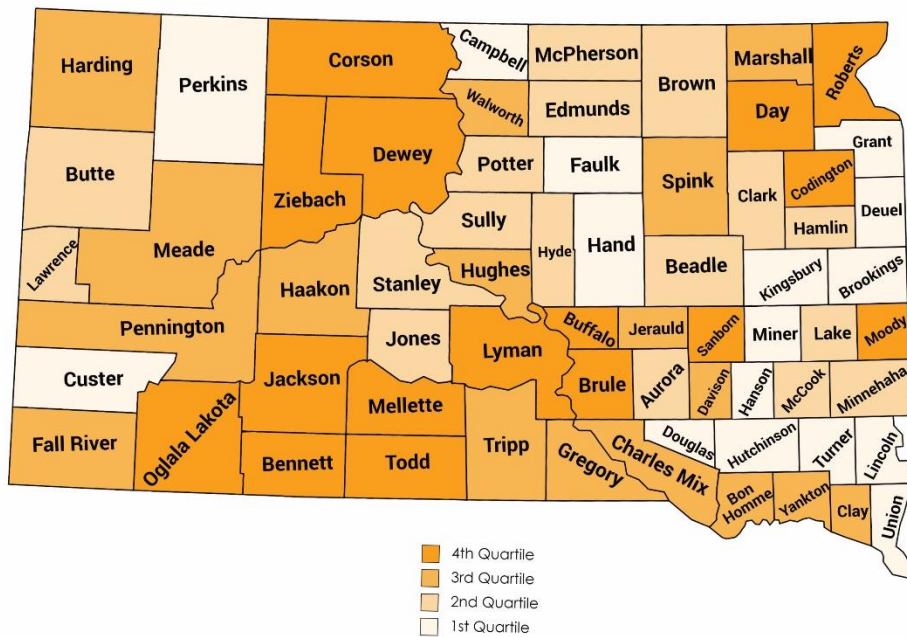 Harding
Perkins
Corson
Campbell
McPherson
Brown
Marshall
Roberts
Walworth
Edmunds
Day
Butte
Ziebach
Dewey
Potter
Faulk
Spink
Clark
Codington
Grant
Lawrence
Meade
Sully
Hyde
Hand
Hamlin
Deuel
Haakon
Stanley
Hughes
Beadle
Kingsbury
Brookings
Pennington
Jones
Lyman
Buffalo
Jerauld
Sanborn
Miner
Lake
Moody
Custer
Jackson
Mellette
Brule
Aurora
Davison
Hanson
McCook
Minnehaha
Fall River
Oglala Lakota
Bennett
Todd
Tripp
Gregory
Charles Mix
Douglas
Hutchinson
Turner
Lincoln
Bon
Homme
Yankton
Clay
Union
4th Quartile
3rd Quartile
2nd Quartile
1st Quartile